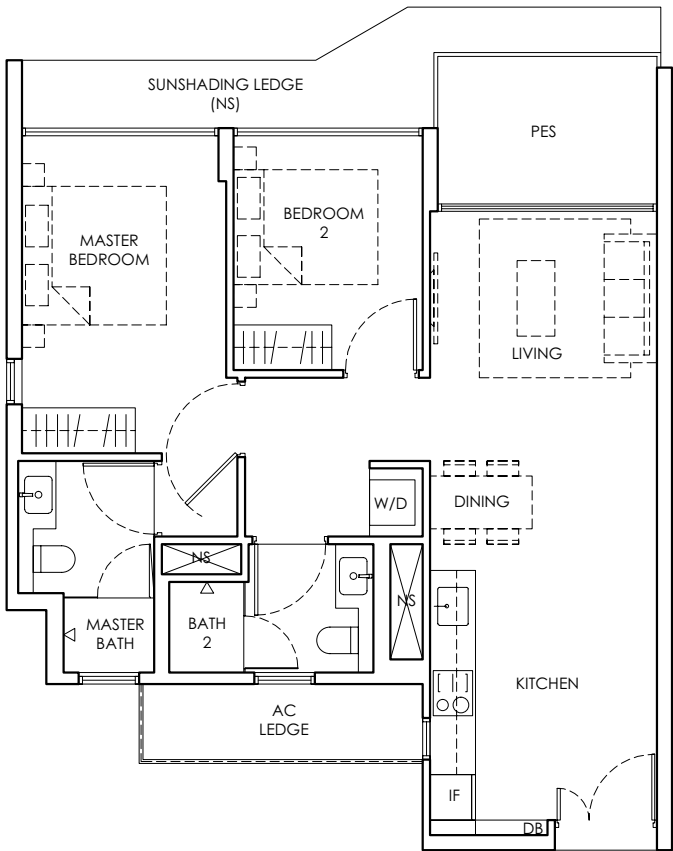 SUNSHADING LEDGE
(NS)
PES
BEDROOM
2
MASTER
BEDROOM
LIVING
W/D
DINING
NS
NS
MASTER
BATH
BATH
2
KITCHEN
AC
LEDGE
IF
DB